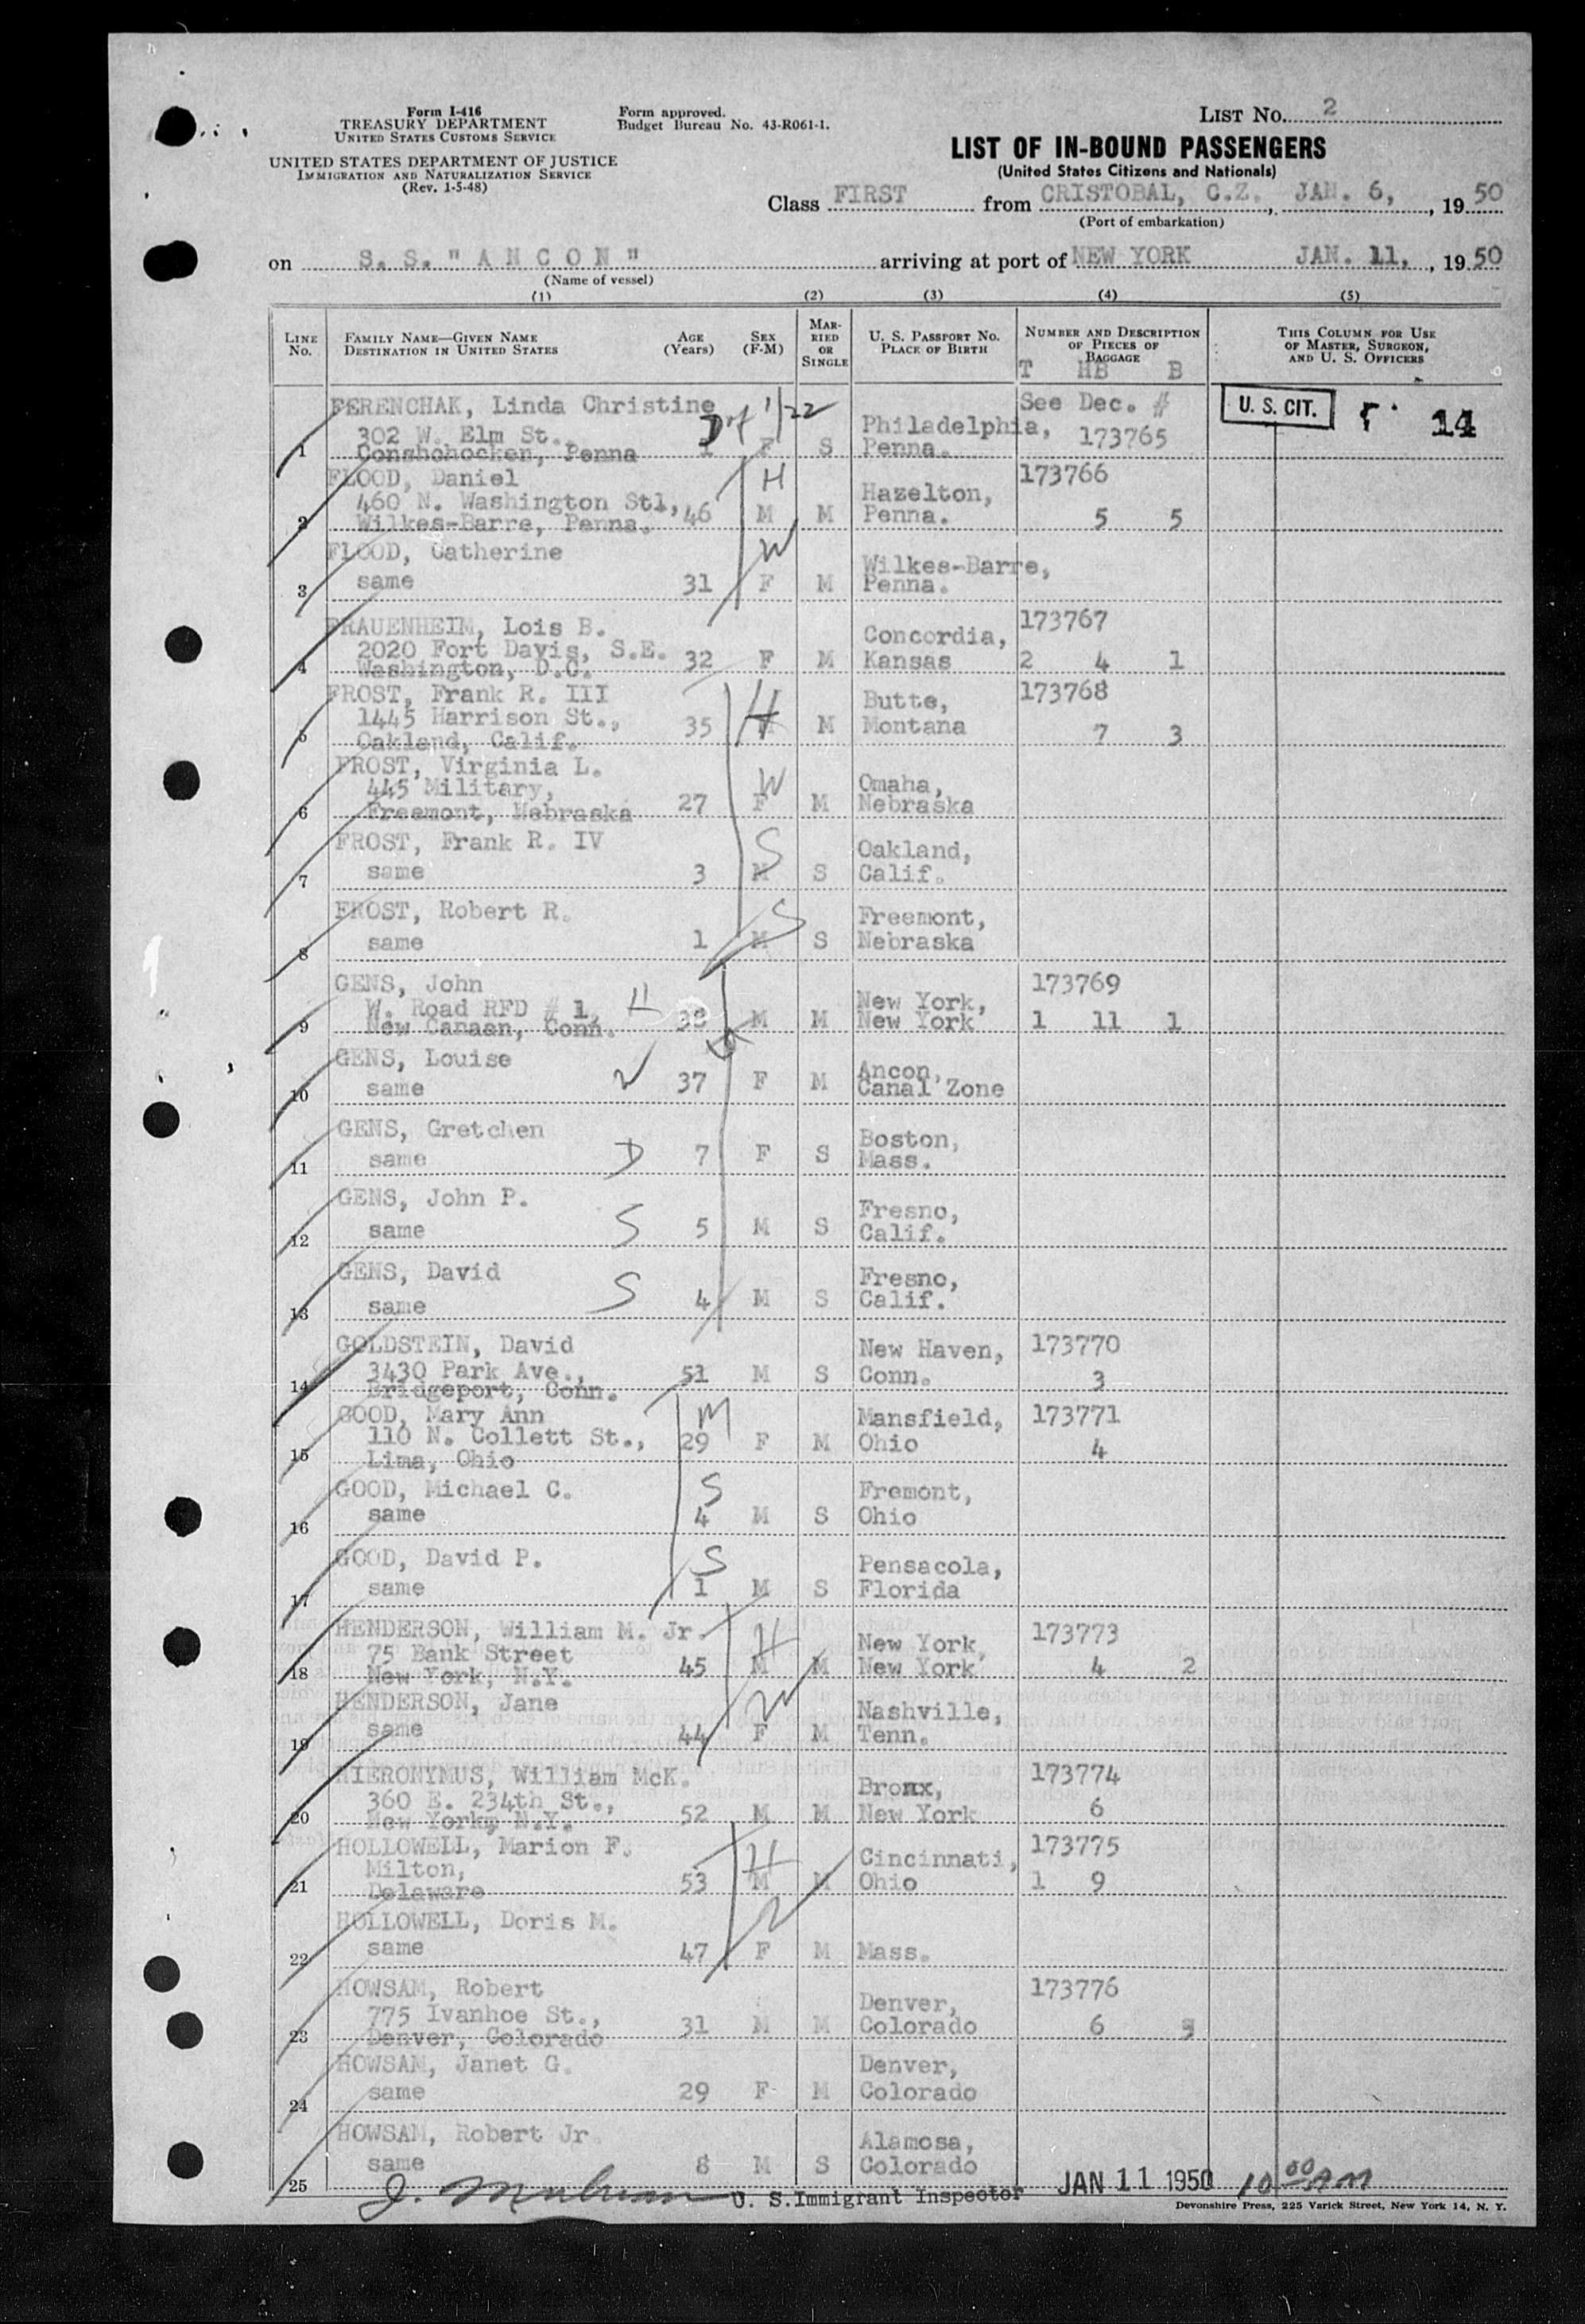 Form I-416
TREASURY DEPARTMENT
UNITED STATES CUSTOMS SERVICE
UNITED STATES DEPARTMENT OF JUSTICE
IMMIGRATION AND NATURALIZATION SERVICE
(Rev. 1-5-48)
Form approved.
Budget Bureau No. 43-R061-1.
LIST NO. 2
LIST OF IN-BOUND PASSENGERS
(United States Citizens and Nationals)
Class FIRST from CRISTOBAL, C.Z., JAN. 6, , 19 50
(Port of embarkation)
on S. S. " A N C O N " arriving at port of NEW YORK JAN. 11, , 19 50
(Name of vessel)
(1) (2) (3) (4) (5)
LINE NO.
FAMILY NAME—GIVEN NAME
DESTINATION IN UNITED STATES
AGE (Years)
SEX (F-M)
MARRIED OR SINGLE
U. S. PASSPORT NO.
PLACE OF BIRTH
NUMBER AND DESCRIPTION OF PIECES OF BAGGAGE
T HB B
THIS COLUMN FOR USE OF MASTER, SURGEON, AND U. S. OFFICERS
FERENCHAK, Linda Christine 1/22 See Dec. # U. S. CIT. 14
302 W. Elm St., Philadelphia, 173765
1 Conshohocken, Penna 1 F S Penna.
FLOOD, Daniel H 173766
460 N. Washington Stl, Hazelton,
2 Wilkes-Barre, Penna. 46 M M Penna. 5 5
FLOOD, Catherine W Wilkes-Barre,
3 same 31 F M Penna.
FRAUENHEIM, Lois B. 173767
2020 Fort Davis, S.E. Concordia,
4 Washington, D.C. 32 F M Kansas 2 4 1
FROST, Frank R. III H 173768
1445 Harrison St., Butte,
5 Oakland, Calif. 35 M Montana 7 3
FROST, Virginia L. W
445 Military, Omaha,
6 Freemont, Nebraska 27 F M Nebraska
FROST, Frank R. IV S Oakland,
7 same 3 M S Calif.
FROST, Robert R. S Freemont,
8 same 1 M S Nebraska
GENS, John 173769
W. Road RFD # 1, H New York,
9 New Canaan, Conn. 38 M M New York 1 11 1
GENS, Louise W Ancon,
10 same 37 F M Canal Zone
GENS, Gretchen D Boston,
11 same 7 F S Mass.
GENS, John P. S Fresno,
12 same 5 M S Calif.
GENS, David S Fresno,
13 same 4 M S Calif.
GOLDSTEIN, David New Haven, 173770
3430 Park Ave.,
14 Bridgeport, Conn. 51 M S Conn. 3
GOOD, Mary Ann M Mansfield, 173771
110 N. Collett St.,
15 Lima, Ohio 29 F M Ohio 4
GOOD, Michael C. S Fremont,
16 same 4 M S Ohio
GOOD, David P. S Pensacola,
17 same 1 M S Florida
HENDERSON, William M. Jr. H 173773
75 Bank Street New York,
18 New York, N.Y. 45 M M New York 4 2
HENDERSON, Jane W Nashville,
19 same 44 F M Tenn.
HIERONYMUS, William McK. 173774
360 E. 234th St., Bronx,
20 New York, N.Y. 52 M M New York 6
HOLLOWELL, Marion F. H 173775
Milton, Cincinnati,
21 Delaware 53 M M Ohio 1 9
HOLLOWELL, Doris M. W
22 same 47 F M Mass.
HOWSAM, Robert 173776
775 Ivanhoe St., Denver,
23 Denver, Colorado 31 M M Colorado 6
HOWSAM, Janet G. Denver,
24 same 29 F M Colorado
HOWSAM, Robert Jr. Alamosa,
25 same 8 M S Colorado
U. S. Immigrant Inspector JAN 11 1950 10 00 AM
Devonshire Press, 225 Varick Street, New York 14, N. Y.